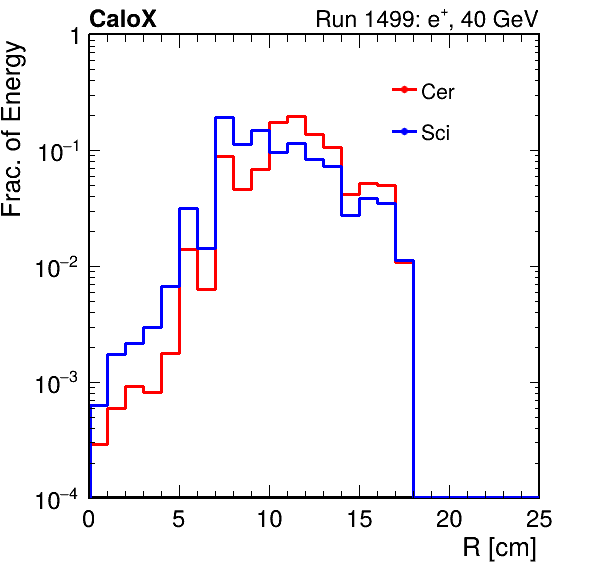 CaloX Run 1499: e⁺, 40 GeV
Frac. of Energy
1
10⁻¹
10⁻²
10⁻³
10⁻⁴
Cer
Sci
0 5 10 15 20 25
R [cm]